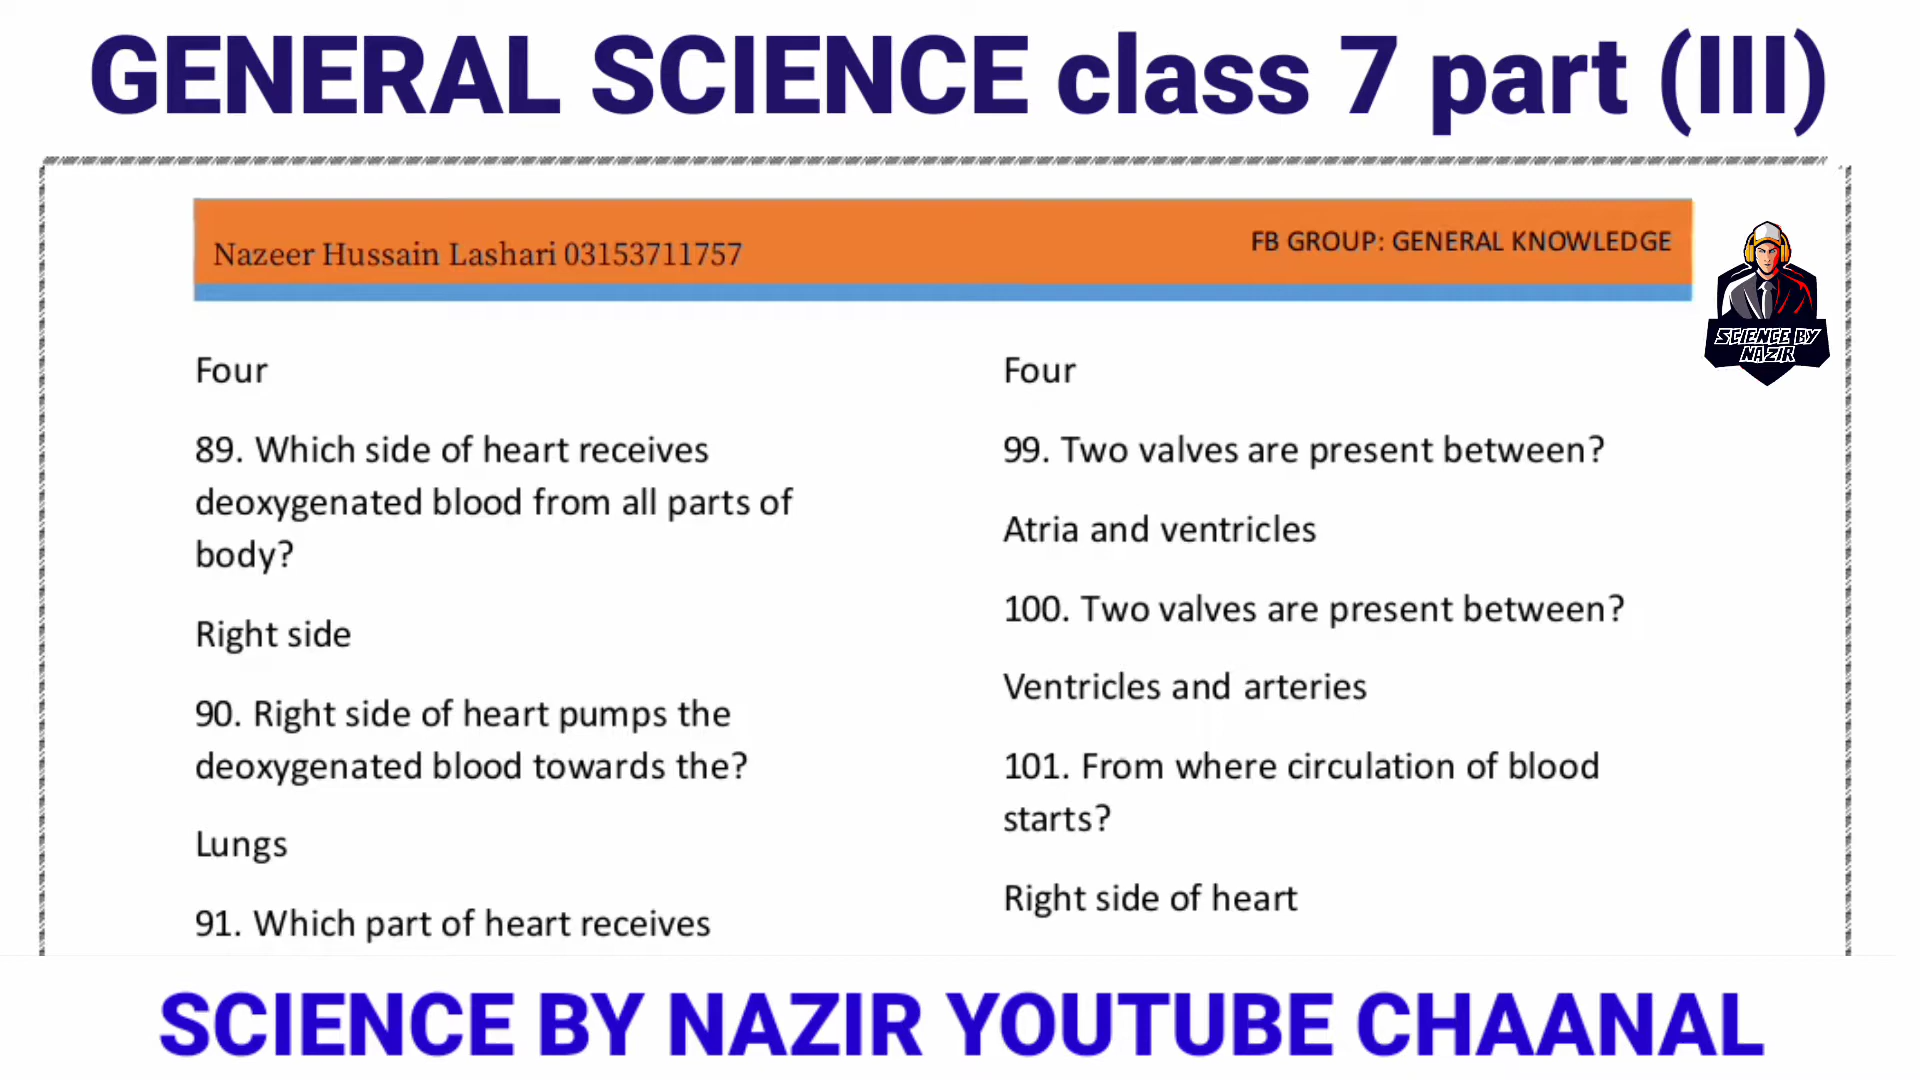 GENERAL SCIENCE class 7 part (III)
Nazeer Hussain Lashari 03153711757
FB GROUP: GENERAL KNOWLEDGE
SCIENCE BY
NAZIR
Four
89. Which side of heart receives
deoxygenated blood from all parts of
body?
Right side
90. Right side of heart pumps the
deoxygenated blood towards the?
Lungs
91. Which part of heart receives
Four
99. Two valves are present between?
Atria and ventricles
100. Two valves are present between?
Ventricles and arteries
101. From where circulation of blood
starts?
Right side of heart
SCIENCE BY NAZIR YOUTUBE CHAANAL